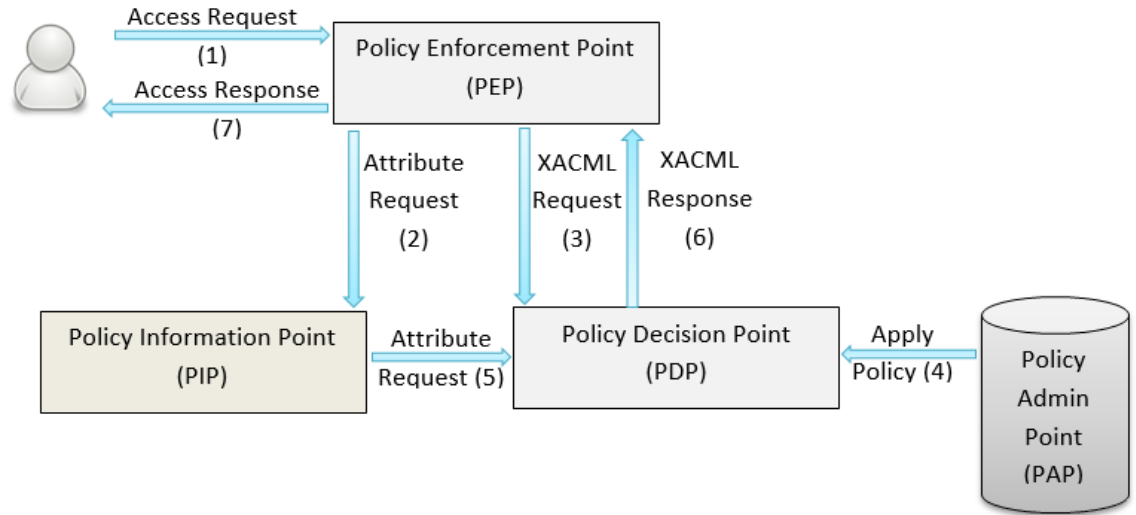 Access Request
(1)
Access Response
(7)
Policy Enforcement Point
(PEP)
Attribute
Request
(2)
XACML
Request
(3)
XACML
Response
(6)
Policy Information Point
(PIP)
Attribute
Request (5)
Policy Decision Point
(PDP)
Apply
Policy (4)
Policy
Admin
Point
(PAP)